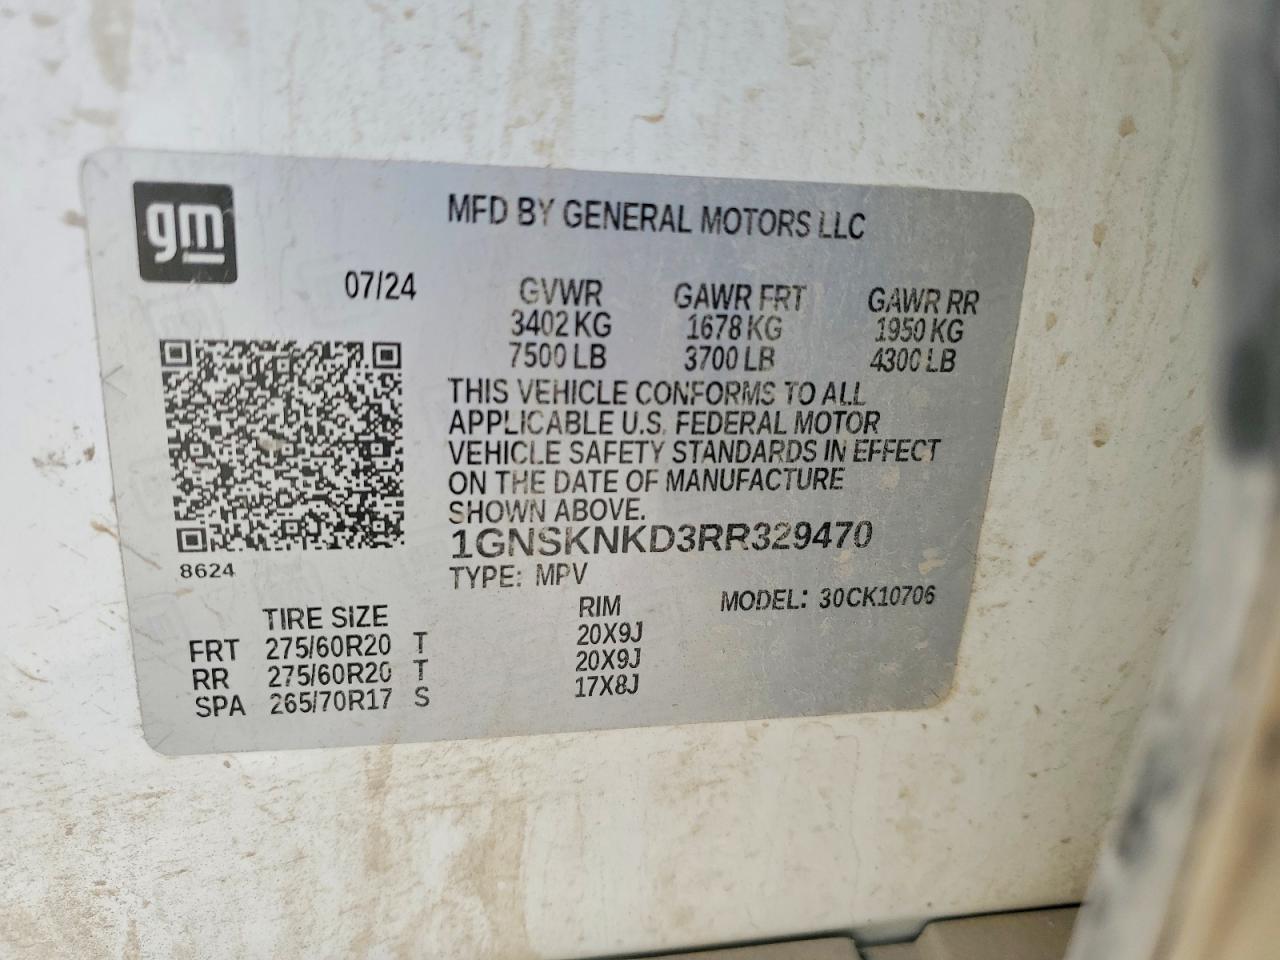 gm
MFD BY GENERAL MOTORS LLC
07/24 GVWR GAWR FRT GAWR RR
3402 KG 1678 KG 1950 KG
7500 LB 3700 LB 4300 LB
THIS VEHICLE CONFORMS TO ALL
APPLICABLE U.S. FEDERAL MOTOR
VEHICLE SAFETY STANDARDS IN EFFECT
ON THE DATE OF MANUFACTURE
SHOWN ABOVE.
1GNSKNKD3RR329470
8624
TYPE: MPV
MODEL: 30CK10706
TIRE SIZE RIM
FRT 275/60R20 T 20X9J
RR 275/60R20 T 20X9J
SPA 265/70R17 S 17X8J